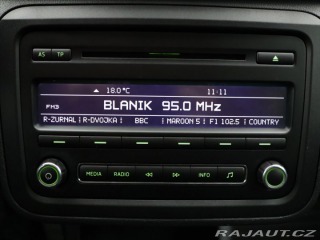 AS TP
18.0°C 11:11
FM3 BLANIK 95.0 MHz
R-ZURNAL R-DVOJKA BBC MAROON 5 F1 102.5 COUNTRY
MEDIA RADIO INFO
RAJAUT.CZ